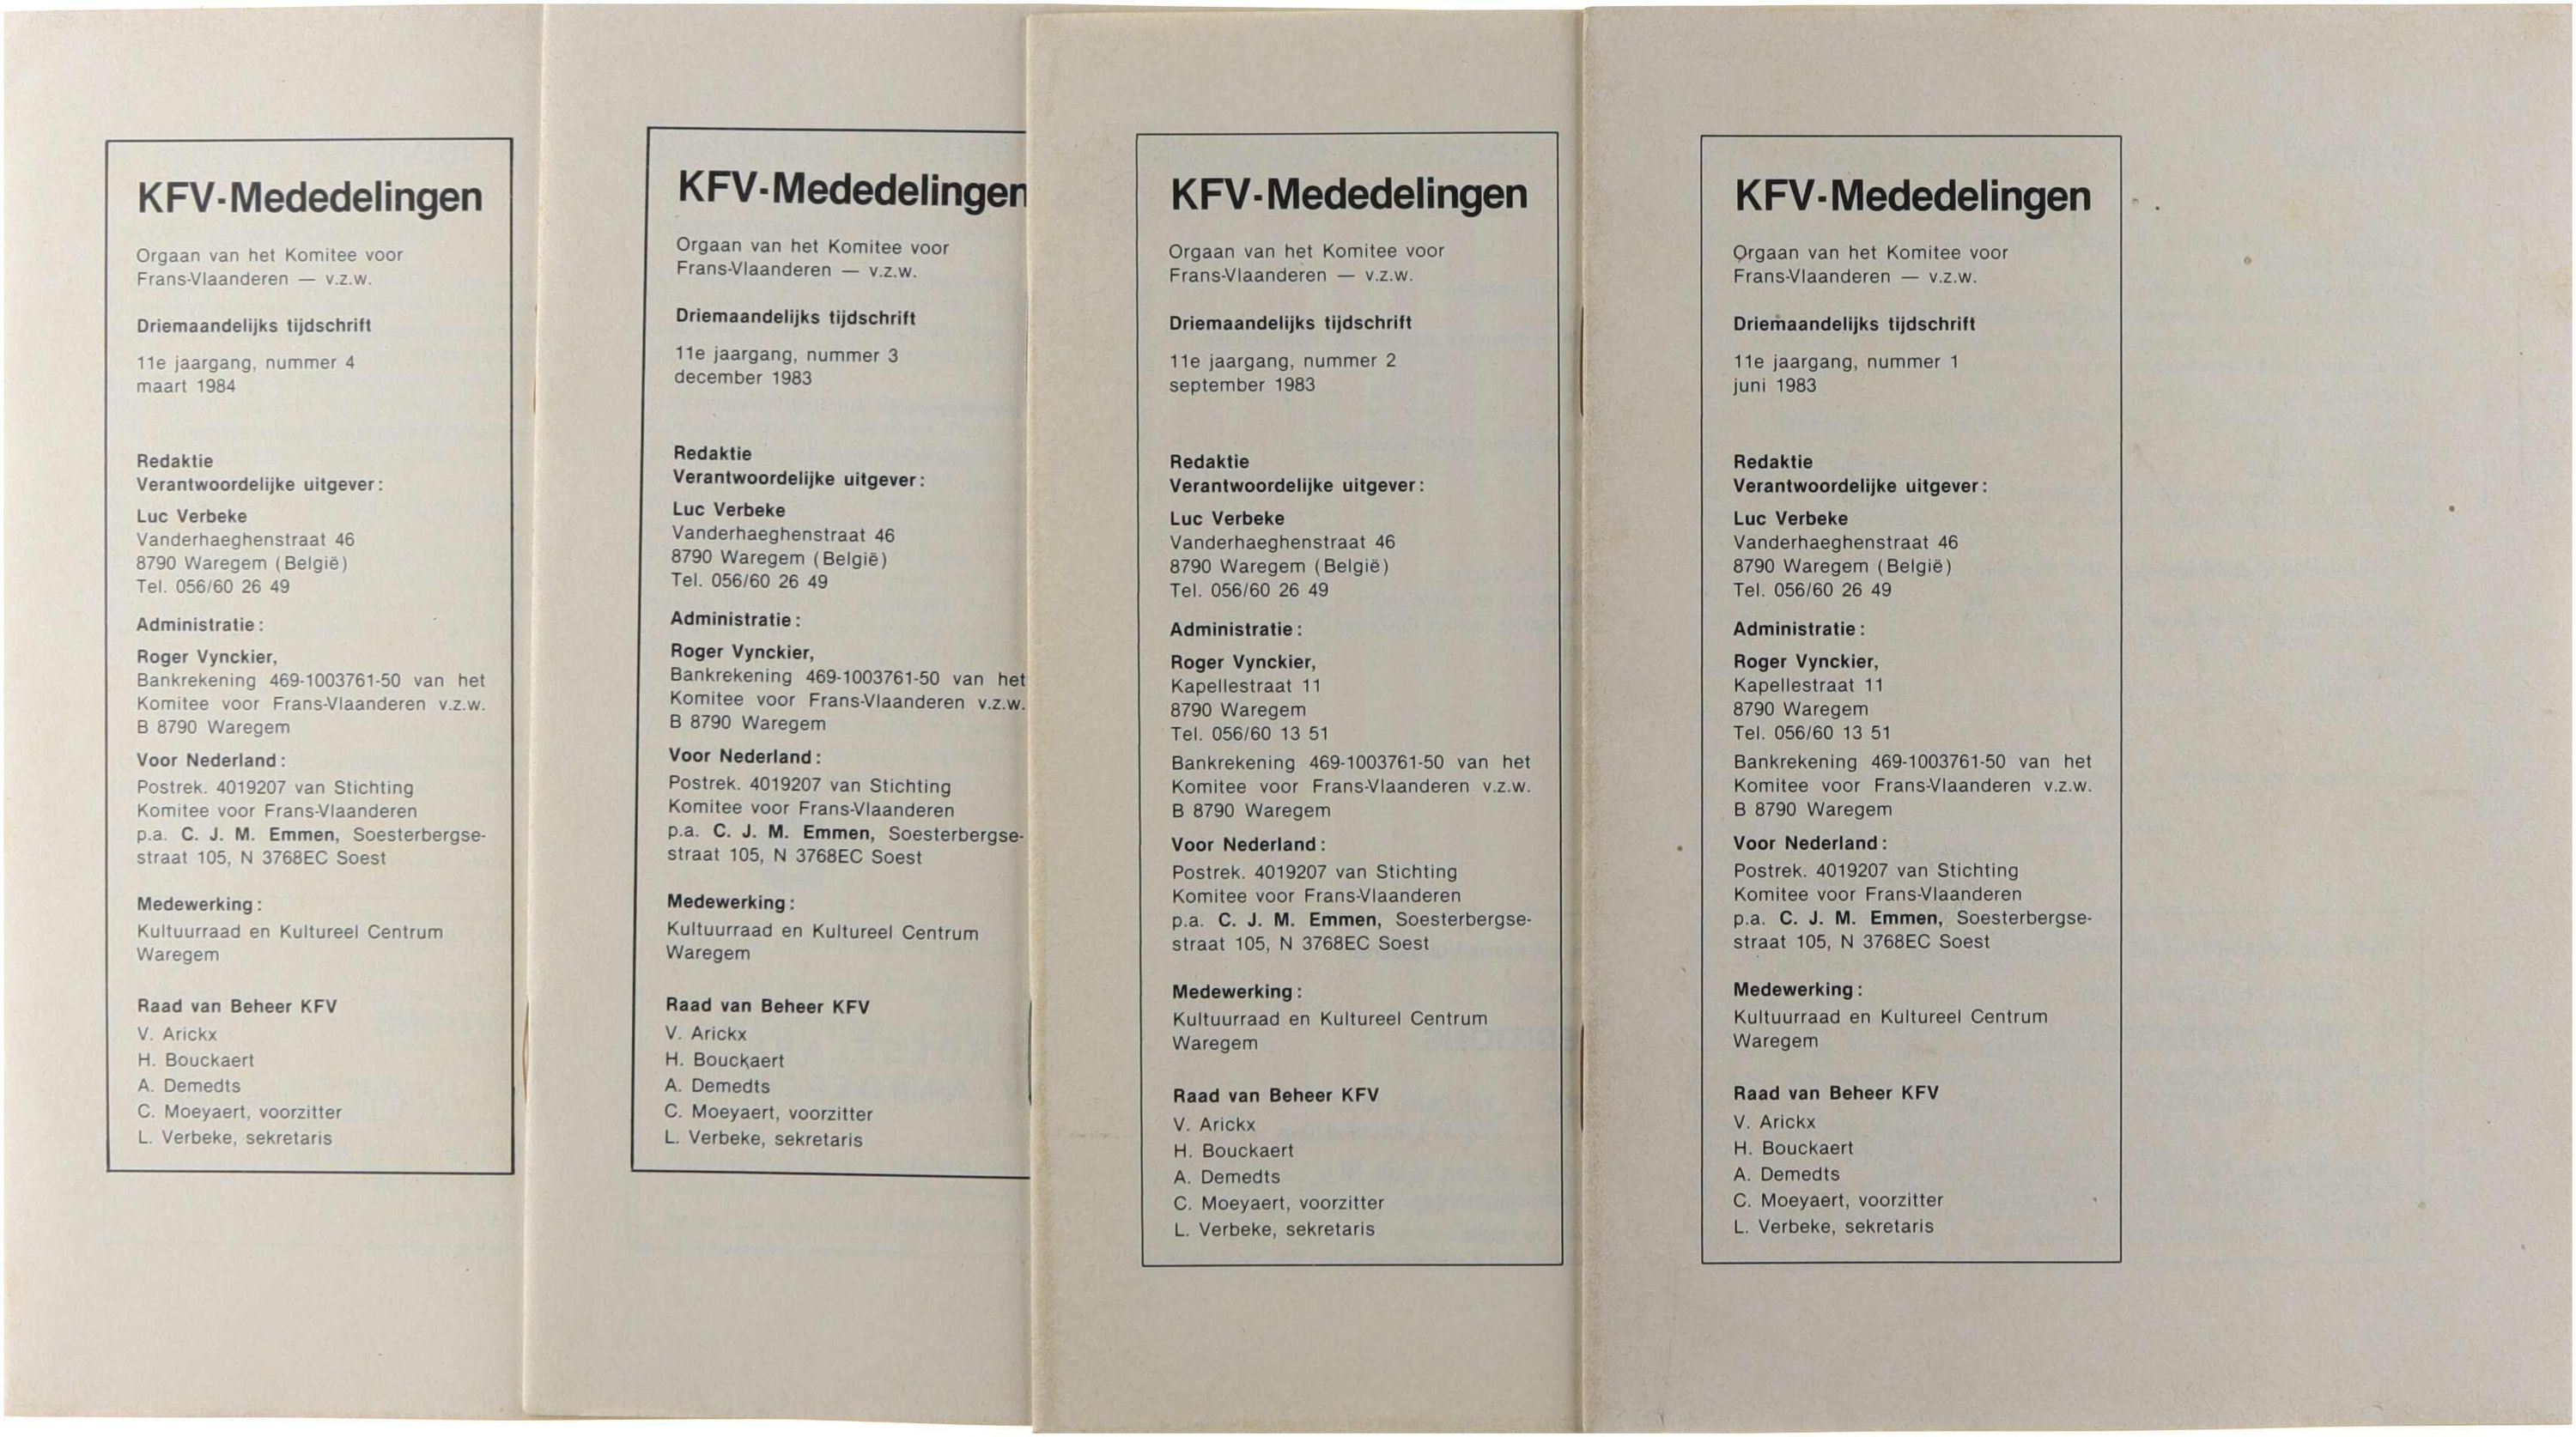 KFV-Mededelingen
Orgaan van het Komitee voor
Frans-Vlaanderen — v.z.w.
Driemaandelijks tijdschrift
11e jaargang, nummer 4
maart 1984
Redaktie
Verantwoordelijke uitgever:
Luc Verbeke
Vanderhaeghenstraat 46
8790 Waregem (België)
Tel. 056/60 26 49
Administratie:
Roger Vynckier,
Bankrekening 469-1003761-50 van het
Komitee voor Frans-Vlaanderen v.z.w.
B 8790 Waregem
Voor Nederland:
Postrek. 4019207 van Stichting
Komitee voor Frans-Vlaanderen
p.a. C. J. M. Emmen, Soesterbergse-
straat 105, N 3768EC Soest
Medewerking:
Kultuurraad en Kultureel Centrum
Waregem
Raad van Beheer KFV
V. Arickx
H. Bouckaert
A. Demedts
C. Moeyaert, voorzitter
L. Verbeke, sekretaris
KFV-Mededelingen
Orgaan van het Komitee voor
Frans-Vlaanderen — v.z.w.
Driemaandelijks tijdschrift
11e jaargang, nummer 3
december 1983
Redaktie
Verantwoordelijke uitgever:
Luc Verbeke
Vanderhaeghenstraat 46
8790 Waregem (België)
Tel. 056/60 26 49
Administratie:
Roger Vynckier,
Bankrekening 469-1003761-50 van het
Komitee voor Frans-Vlaanderen v.z.w.
B 8790 Waregem
Voor Nederland:
Postrek. 4019207 van Stichting
Komitee voor Frans-Vlaanderen
p.a. C. J. M. Emmen, Soesterbergse-
straat 105, N 3768EC Soest
Medewerking:
Kultuurraad en Kultureel Centrum
Waregem
Raad van Beheer KFV
V. Arickx
H. Bouckaert
A. Demedts
C. Moeyaert, voorzitter
L. Verbeke, sekretaris
KFV-Mededelingen
Orgaan van het Komitee voor
Frans-Vlaanderen — v.z.w.
Driemaandelijks tijdschrift
11e jaargang, nummer 2
september 1983
Redaktie
Verantwoordelijke uitgever:
Luc Verbeke
Vanderhaeghenstraat 46
8790 Waregem (België)
Tel. 056/60 26 49
Administratie:
Roger Vynckier,
Kapellestraat 11
8790 Waregem
Tel. 056/60 13 51
Bankrekening 469-1003761-50 van het
Komitee voor Frans-Vlaanderen v.z.w.
B 8790 Waregem
Voor Nederland:
Postrek. 4019207 van Stichting
Komitee voor Frans-Vlaanderen
p.a. C. J. M. Emmen, Soesterbergse-
straat 105, N 3768EC Soest
Medewerking:
Kultuurraad en Kultureel Centrum
Waregem
Raad van Beheer KFV
V. Arickx
H. Bouckaert
A. Demedts
C. Moeyaert, voorzitter
L. Verbeke, sekretaris
KFV-Mededelingen
Orgaan van het Komitee voor
Frans-Vlaanderen — v.z.w.
Driemaandelijks tijdschrift
11e jaargang, nummer 1
juni 1983
Redaktie
Verantwoordelijke uitgever:
Luc Verbeke
Vanderhaeghenstraat 46
8790 Waregem (België)
Tel. 056/60 26 49
Administratie:
Roger Vynckier,
Kapellestraat 11
8790 Waregem
Tel. 056/60 13 51
Bankrekening 469-1003761-50 van het
Komitee voor Frans-Vlaanderen v.z.w.
B 8790 Waregem
Voor Nederland:
Postrek. 4019207 van Stichting
Komitee voor Frans-Vlaanderen
p.a. C. J. M. Emmen, Soesterbergse-
straat 105, N 3768EC Soest
Medewerking:
Kultuurraad en Kultureel Centrum
Waregem
Raad van Beheer KFV
V. Arickx
H. Bouckaert
A. Demedts
C. Moeyaert, voorzitter
L. Verbeke, sekretaris